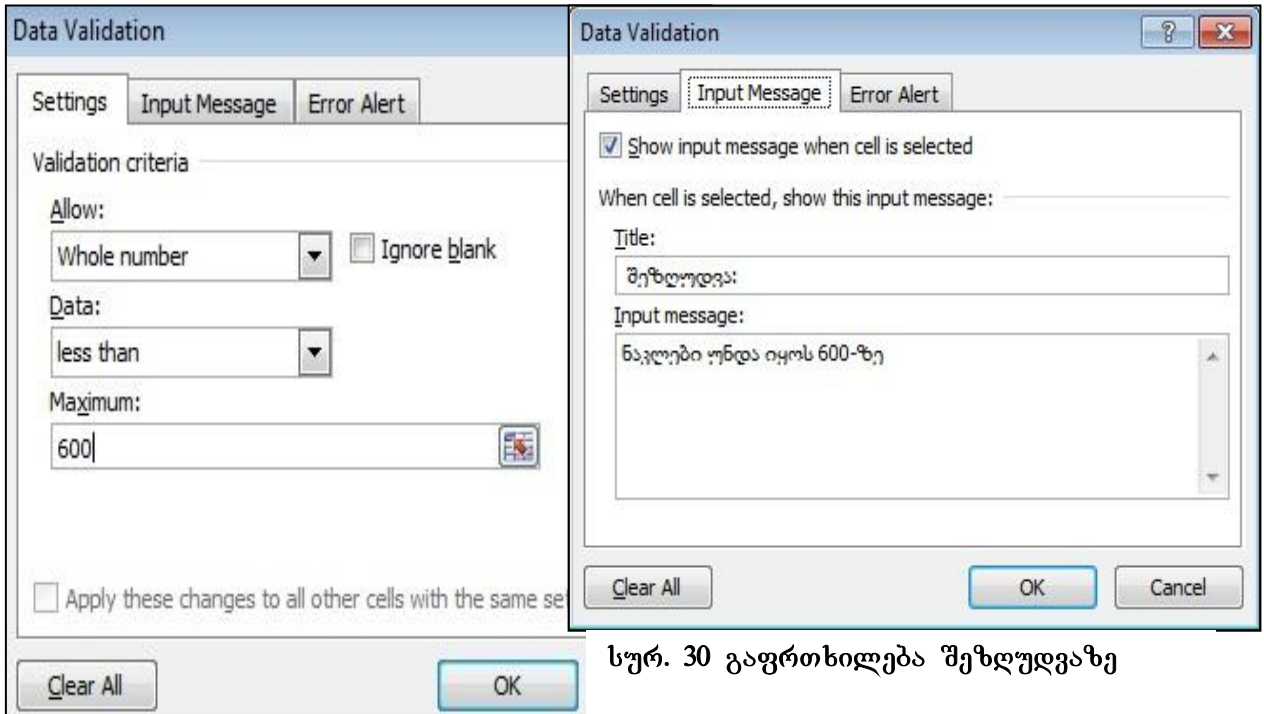 Data Validation
Settings Input Message Error Alert
Validation criteria
Allow:
Whole number Ignore blank
Data:
less than
Maximum:
600
Apply these changes to all other cells with the same se
Clear All OK
Data Validation
Settings Input Message Error Alert
Show input message when cell is selected
When cell is selected, show this input message:
Title:
შეზღუდვა:
Input message:
ნაკლები უნდა იყოს 600-ზე
Clear All OK Cancel
სურ. 30 გაფრთხილება შეზღუდვაზე